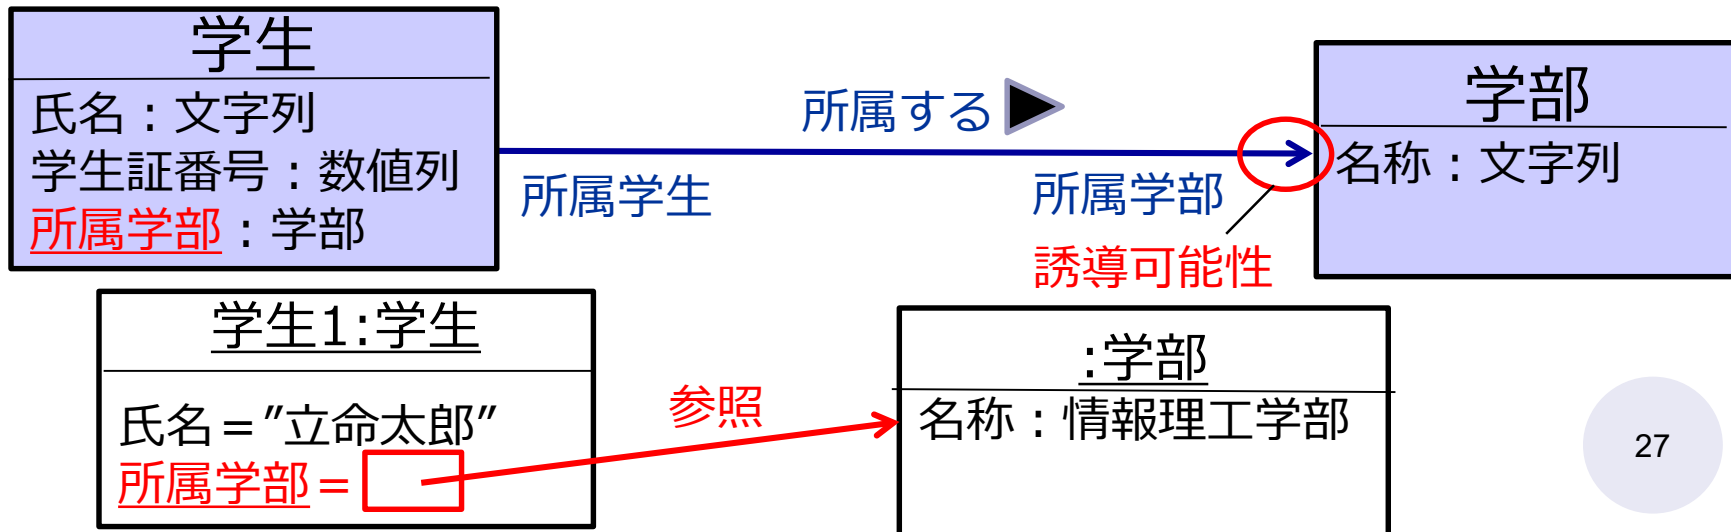 学生
氏名：文字列
学生証番号：数値列
所属学部：学部
所属する
所属学生
所属学部
誘導可能性
学部
名称：文字列
学生1:学生
氏名＝”立命太郎”
所属学部＝
参照
:学部
名称：情報理工学部
27